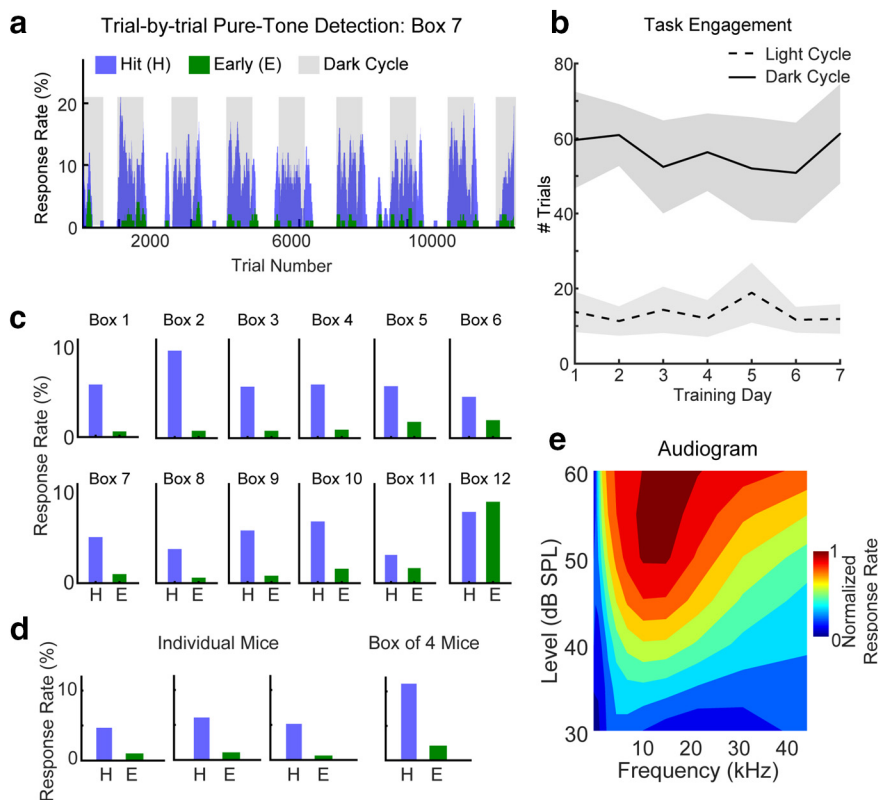 a
Trial-by-trial Pure-Tone Detection: Box 7
Hit (H) Early (E) Dark Cycle
Response Rate (%)
20
10
0
2000 6000 10000
Trial Number
b
Task Engagement
Light Cycle
Dark Cycle
# Trials
80
60
40
20
0
1 2 3 4 5 6 7
Training Day
c
Box 1 Box 2 Box 3 Box 4 Box 5 Box 6
Response Rate (%)
10
0
Box 7 Box 8 Box 9 Box 10 Box 11 Box 12
Response Rate (%)
10
0
H E H E H E H E H E H E
d
Individual Mice Box of 4 Mice
Response Rate (%)
10
0
H E H E H E H E
e
Audiogram
Level (dB SPL)
60
50
40
30
10 20 30 40
Frequency (kHz)
1
0
Normalized
Response Rate